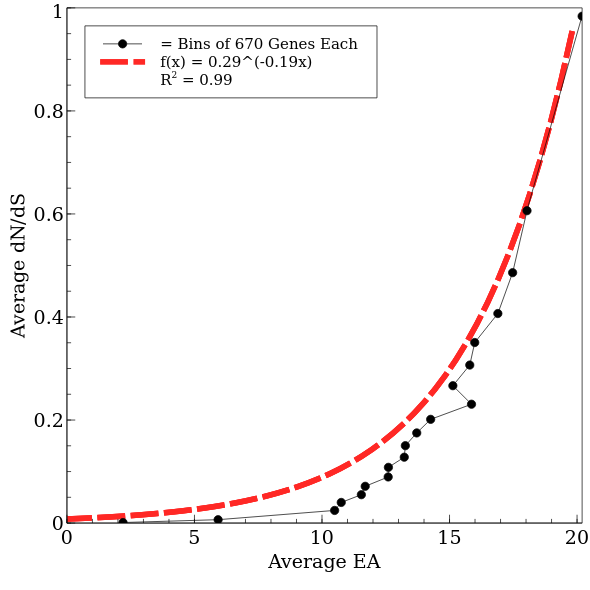 = Bins of 670 Genes Each
f(x) = 0.29^(-0.19x)
R² = 0.99
1
0.8
0.6
0.4
0.2
0
Average dN/dS
0 5 10 15 20
Average EA